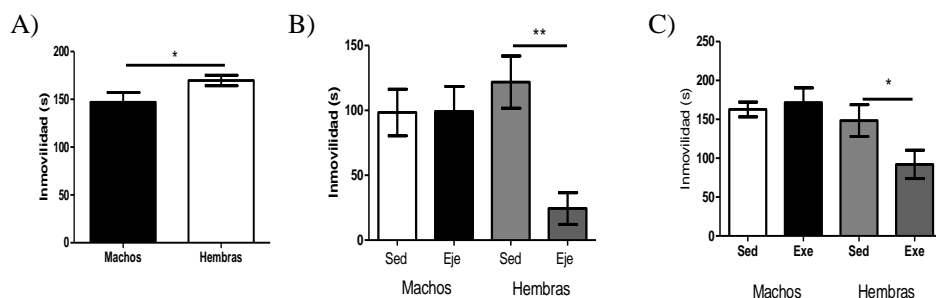 A)
Inmovilidad (s)
200
150
100
50
0
*
Machos Hembras
B)
Inmovilidad (s)
150
100
50
0
**
Sed Eje Sed Eje
Machos Hembras
C)
Inmovilidad (s)
250
200
150
100
50
0
*
Sed Exe Sed Exe
Machos Hembras